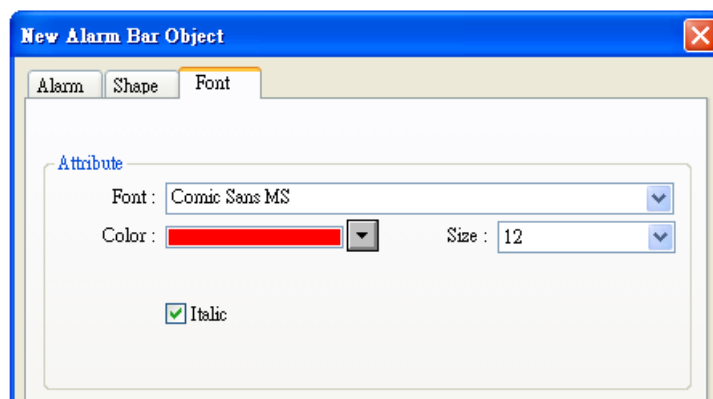 New Alarm Bar Object
Alarm Shape Font
Attribute
Font : Comic Sans MS
Color : Size : 12
Italic